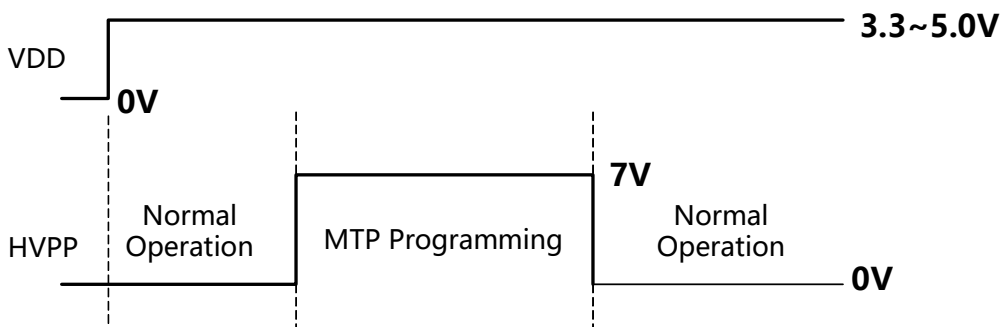 3.3~5.0V
VDD
0V
7V
Normal
Operation
MTP Programming
Normal
Operation
HVPP
0V